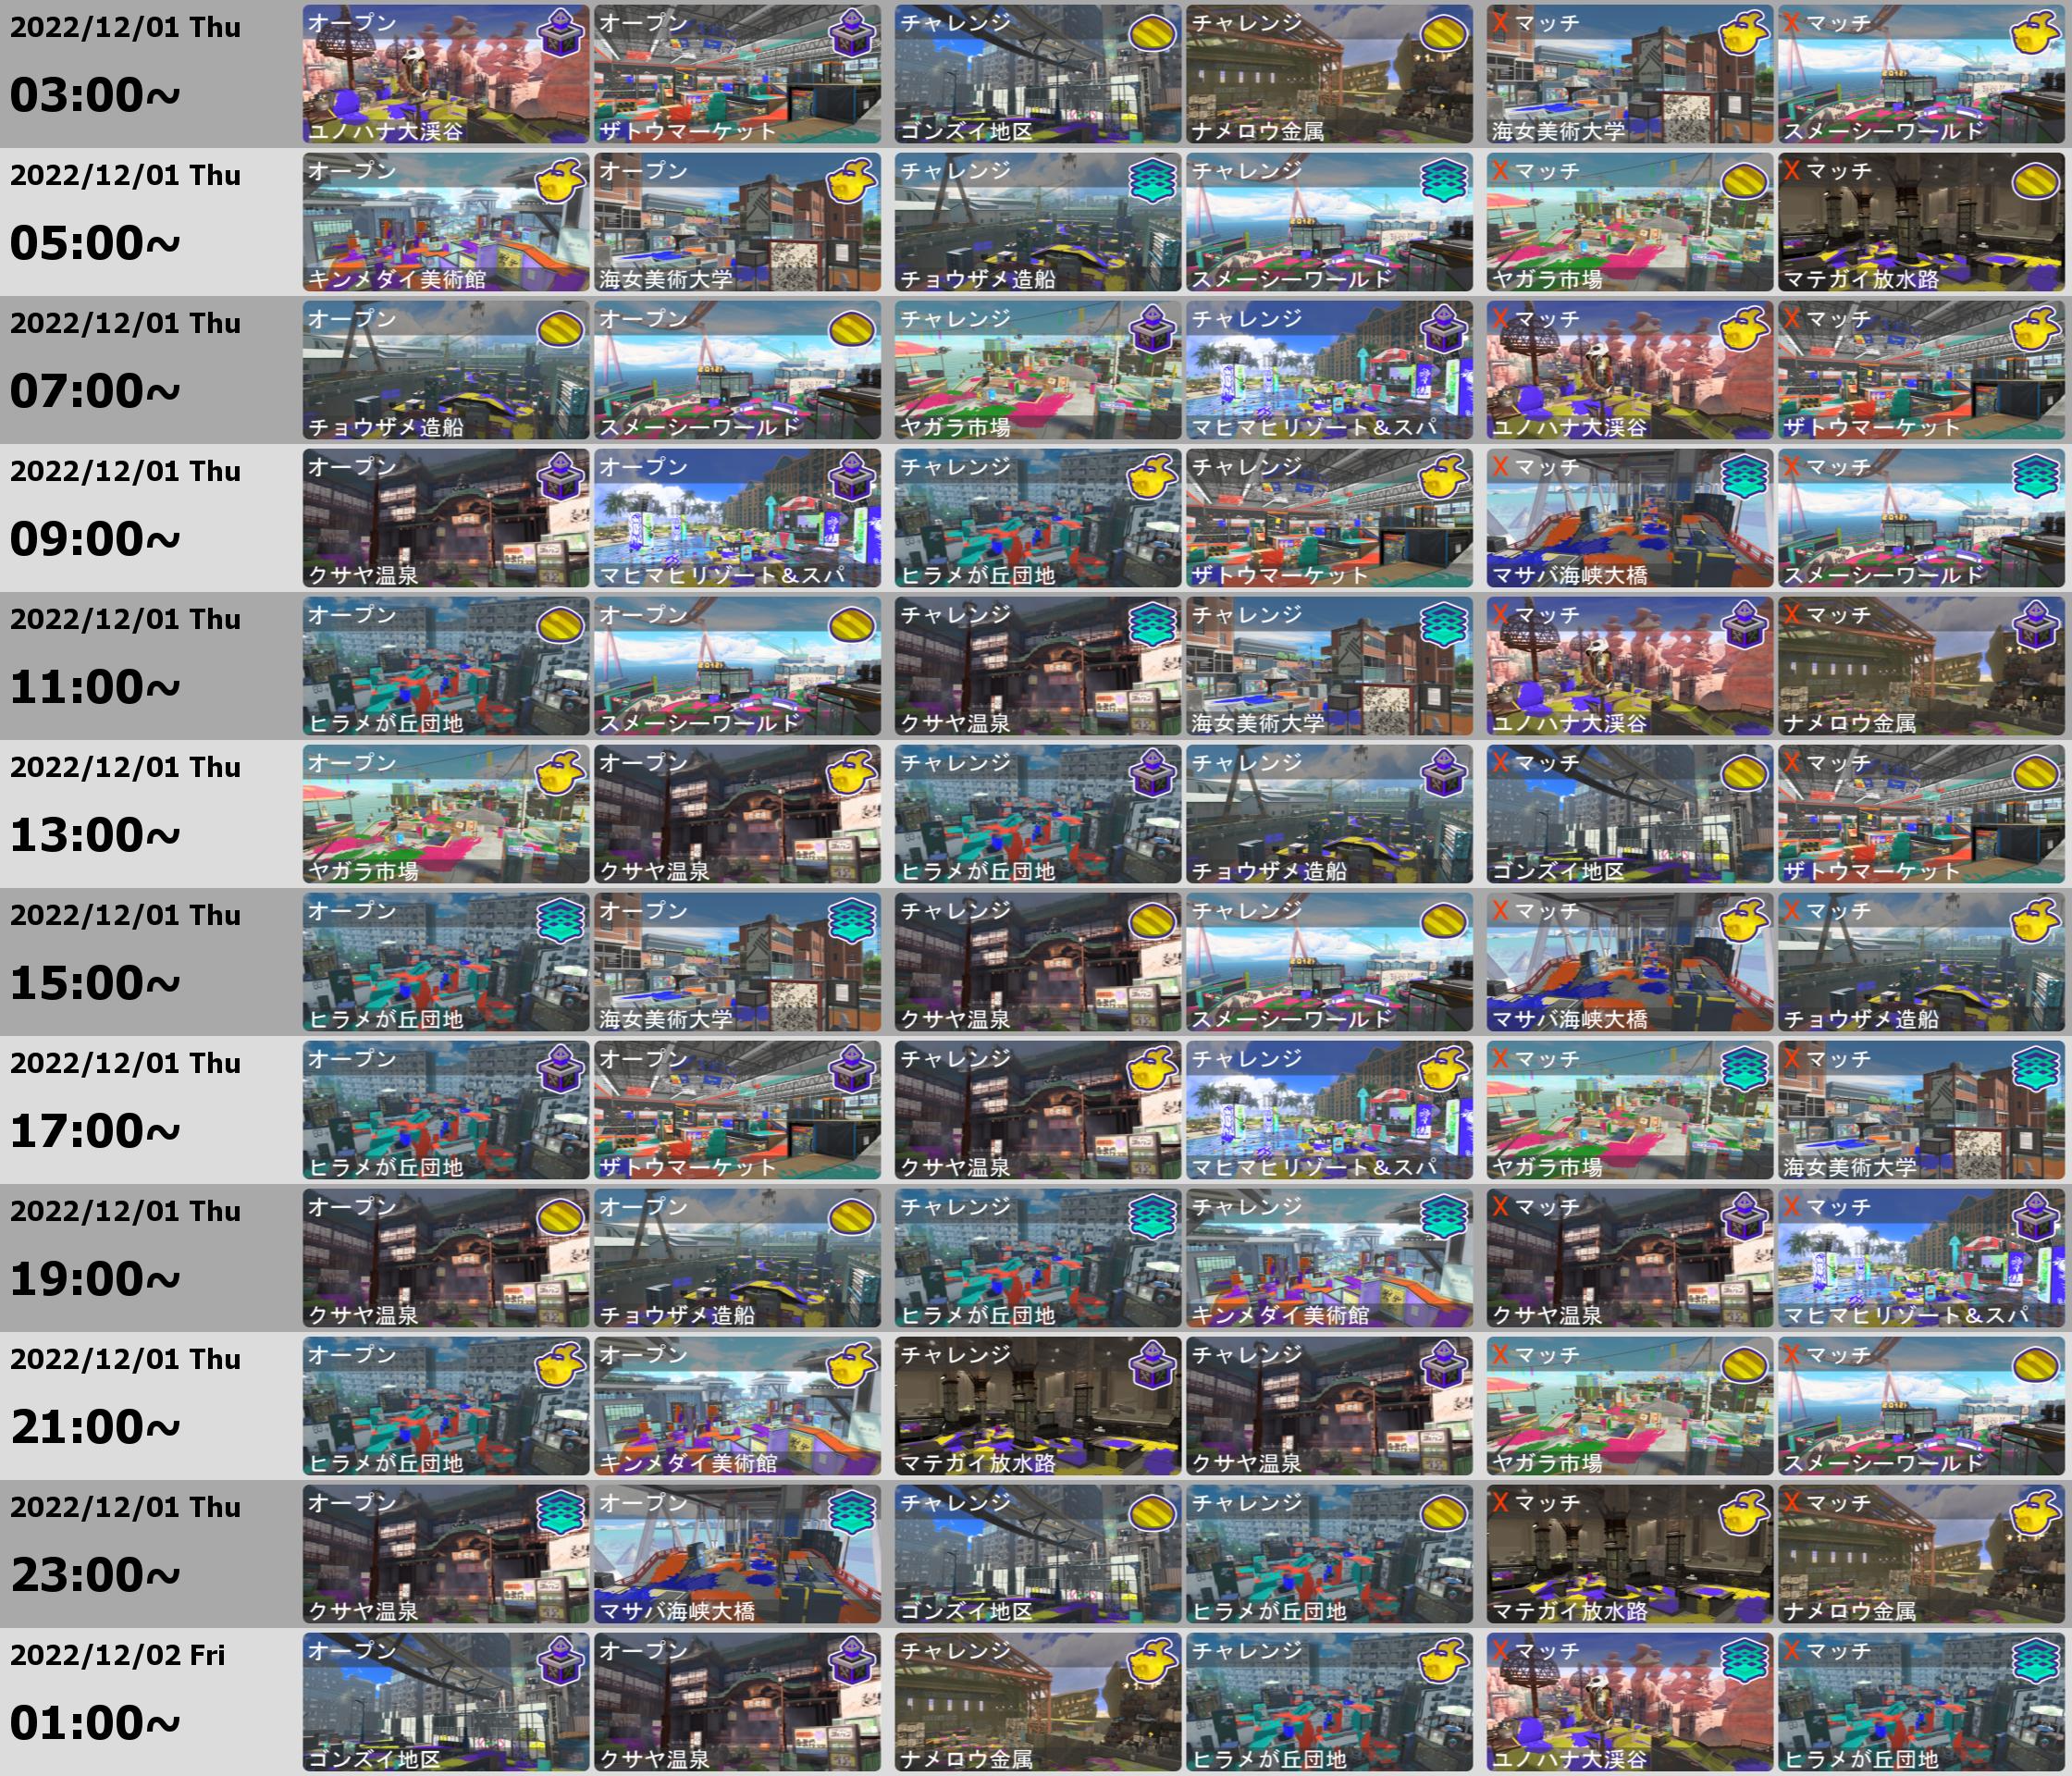 2022/12/01 Thu
03:00~
オープン
ユノハナ大渓谷
オープン
ザトウマーケット
チャレンジ
ゴンズイ地区
チャレンジ
ナメロウ金属
X マッチ
海女美術大学
X マッチ
スメーシーワールド
2022/12/01 Thu
05:00~
オープン
キンメダイ美術館
オープン
海女美術大学
チャレンジ
チョウザメ造船
チャレンジ
スメーシーワールド
X マッチ
ヤガラ市場
X マッチ
マテガイ放水路
2022/12/01 Thu
07:00~
オープン
チョウザメ造船
オープン
スメーシーワールド
チャレンジ
ヤガラ市場
チャレンジ
マヒマヒリゾート&スパ
X マッチ
ユノハナ大渓谷
X マッチ
ザトウマーケット
2022/12/01 Thu
09:00~
オープン
クサヤ温泉
オープン
マヒマヒリゾート&スパ
チャレンジ
ヒラメが丘団地
チャレンジ
ザトウマーケット
X マッチ
マサバ海峡大橋
X マッチ
スメーシーワールド
2022/12/01 Thu
11:00~
オープン
ヒラメが丘団地
オープン
スメーシーワールド
チャレンジ
クサヤ温泉
チャレンジ
海女美術大学
X マッチ
ユノハナ大渓谷
X マッチ
ナメロウ金属
2022/12/01 Thu
13:00~
オープン
ヤガラ市場
オープン
クサヤ温泉
チャレンジ
ヒラメが丘団地
チャレンジ
チョウザメ造船
X マッチ
ゴンズイ地区
X マッチ
ザトウマーケット
2022/12/01 Thu
15:00~
オープン
ヒラメが丘団地
オープン
海女美術大学
チャレンジ
クサヤ温泉
チャレンジ
スメーシーワールド
X マッチ
マサバ海峡大橋
X マッチ
チョウザメ造船
2022/12/01 Thu
17:00~
オープン
ヒラメが丘団地
オープン
ザトウマーケット
チャレンジ
クサヤ温泉
チャレンジ
マヒマヒリゾート&スパ
X マッチ
ヤガラ市場
X マッチ
海女美術大学
2022/12/01 Thu
19:00~
オープン
クサヤ温泉
オープン
チョウザメ造船
チャレンジ
ヒラメが丘団地
チャレンジ
キンメダイ美術館
X マッチ
クサヤ温泉
X マッチ
マヒマヒリゾート&スパ
2022/12/01 Thu
21:00~
オープン
ヒラメが丘団地
オープン
キンメダイ美術館
チャレンジ
マテガイ放水路
チャレンジ
クサヤ温泉
X マッチ
ヤガラ市場
X マッチ
スメーシーワールド
2022/12/01 Thu
23:00~
オープン
クサヤ温泉
オープン
マサバ海峡大橋
チャレンジ
ゴンズイ地区
チャレンジ
ヒラメが丘団地
X マッチ
マテガイ放水路
X マッチ
ナメロウ金属
2022/12/02 Fri
01:00~
オープン
ゴンズイ地区
オープン
クサヤ温泉
チャレンジ
ナメロウ金属
チャレンジ
ヒラメが丘団地
X マッチ
ユノハナ大渓谷
X マッチ
ヒラメが丘団地